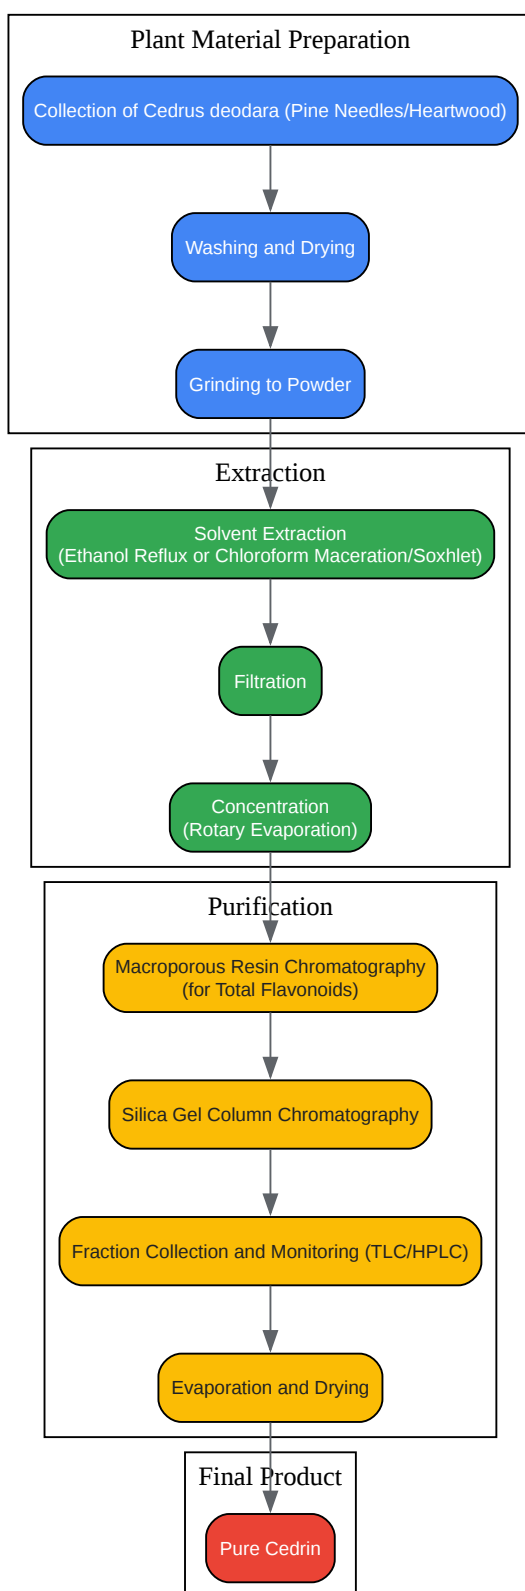 Plant Material Preparation
Collection of Cedrus deodara (Pine Needles/Heartwood)
Washing and Drying
Grinding to Powder
Extraction
Solvent Extraction
(Ethanol Reflux or Chloroform Maceration/Soxhlet)
Filtration
Concentration
(Rotary Evaporation)
Purification
Macroporous Resin Chromatography
(for Total Flavonoids)
Silica Gel Column Chromatography
Fraction Collection and Monitoring (TLC/HPLC)
Evaporation and Drying
Final Product
Pure Cedrin